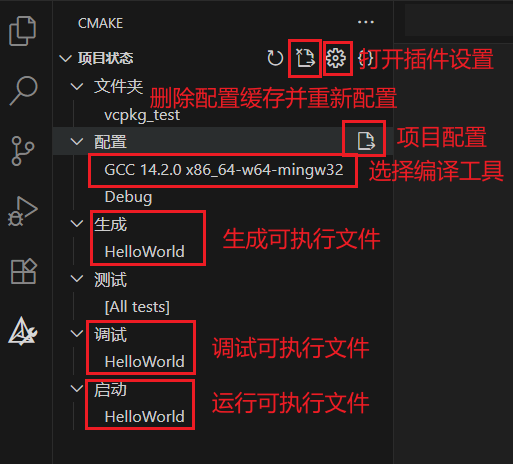 CMAKE
项目状态
打开插件设置
文件夹
删除配置缓存并重新配置
vcpkg_test
配置
项目配置
GCC 14.2.0 x86_64-w64-mingw32
选择编译工具
Debug
生成
生成可执行文件
HelloWorld
测试
[All tests]
调试
调试可执行文件
HelloWorld
启动
运行可执行文件
HelloWorld